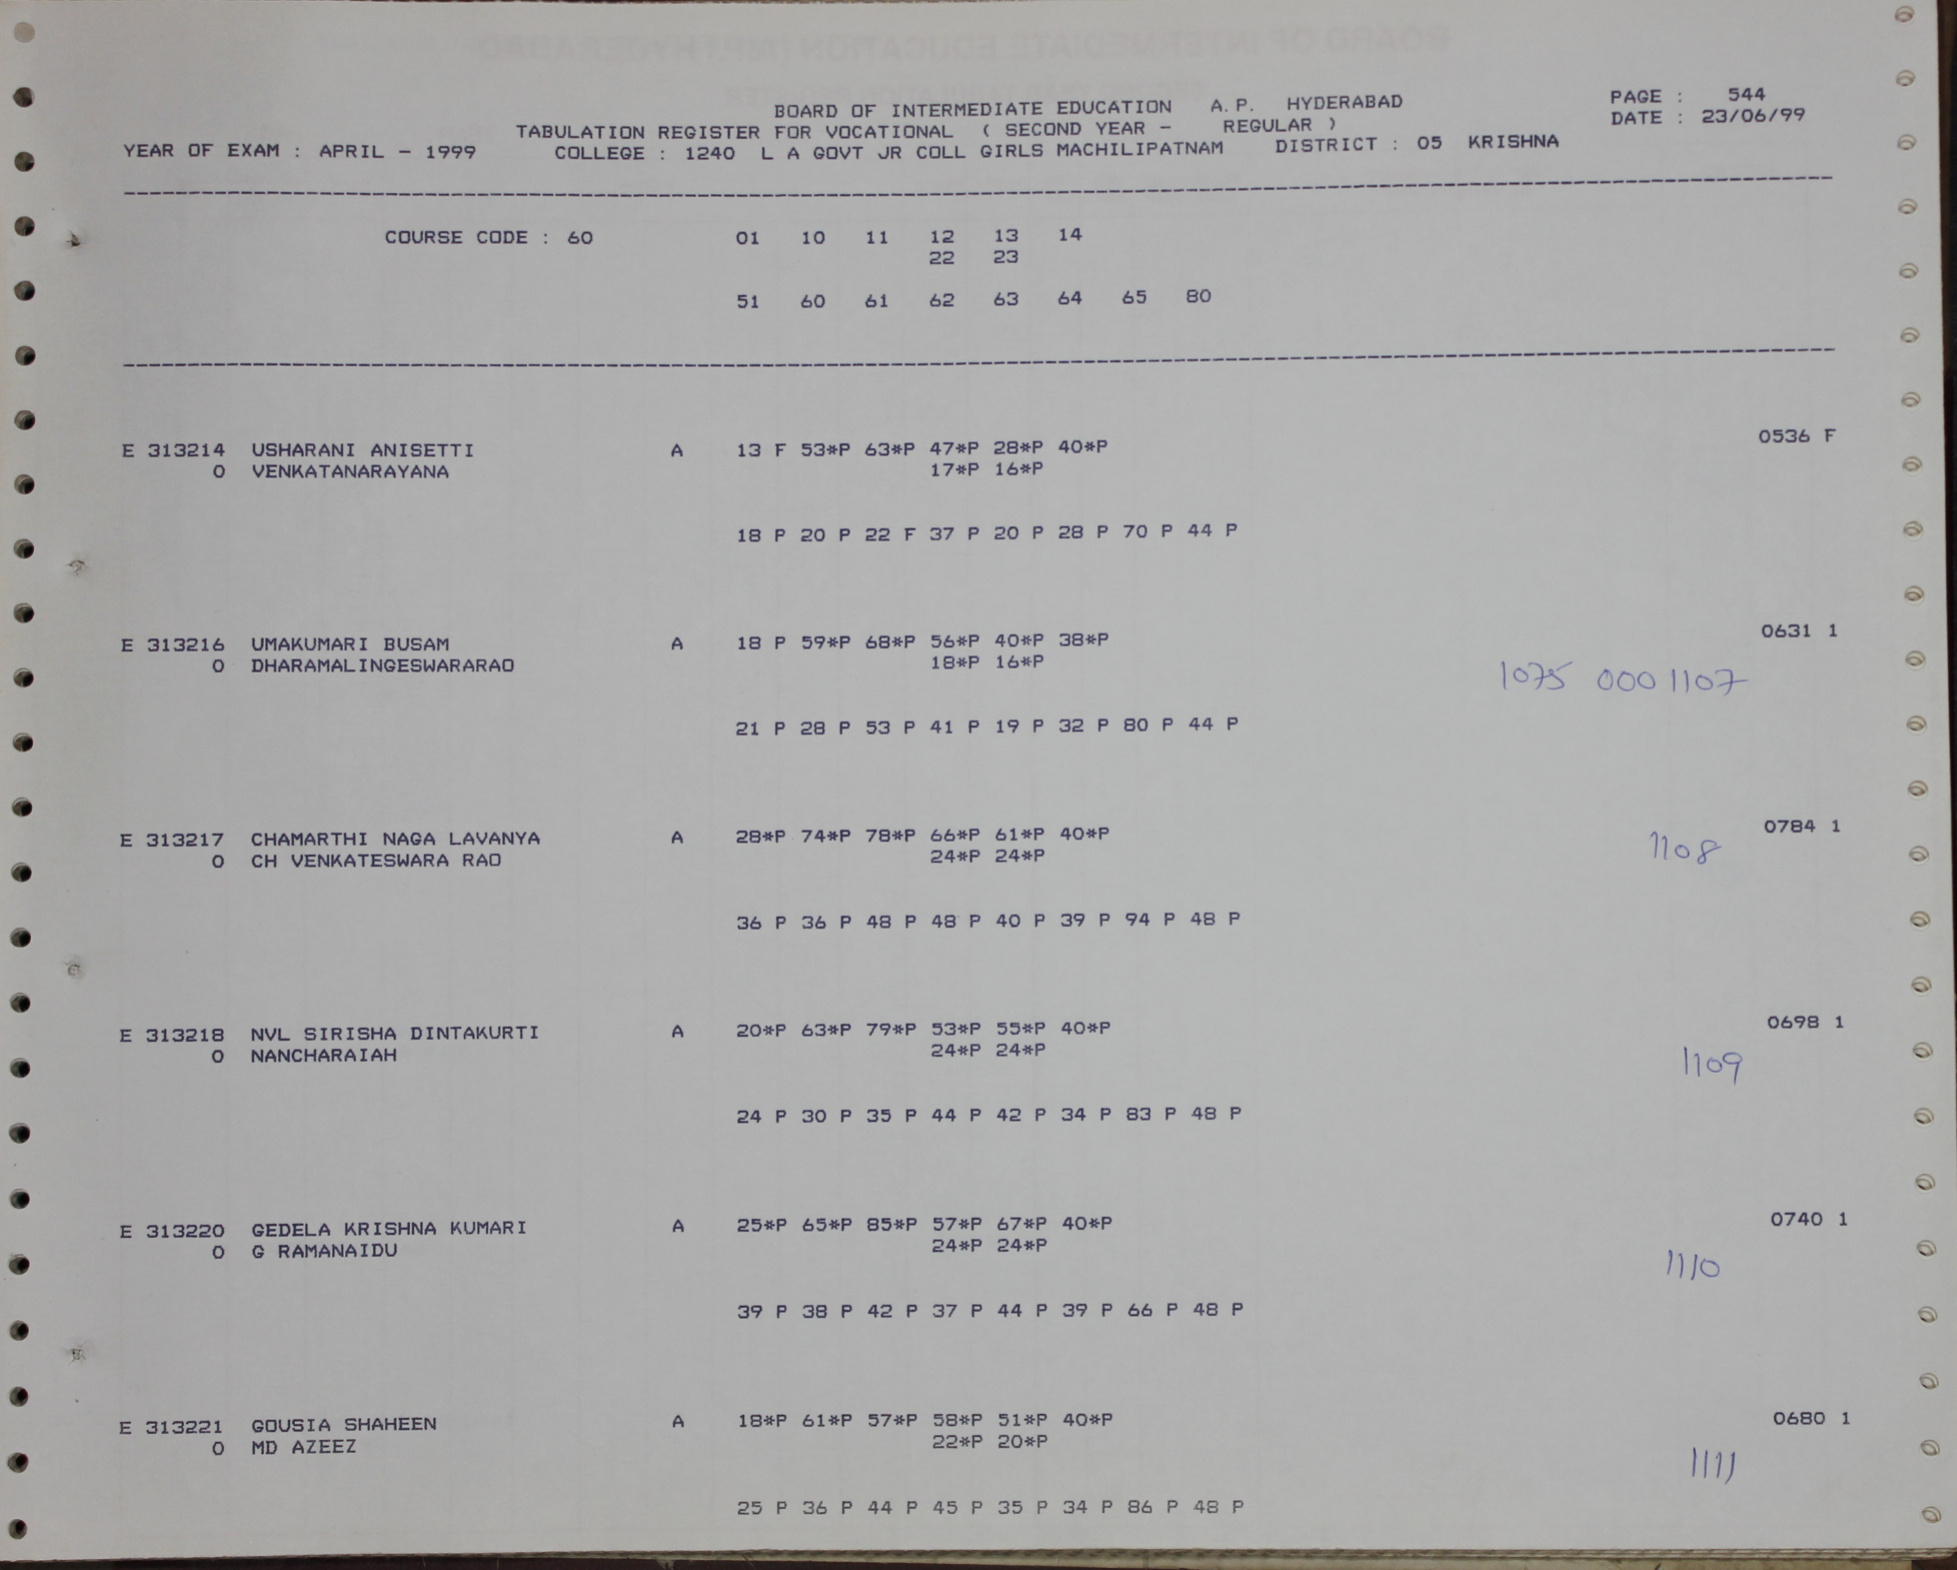 BOARD OF INTERMEDIATE EDUCATION A.P. HYDERABAD PAGE : 544
TABULATION REGISTER FOR VOCATIONAL ( SECOND YEAR - REGULAR ) DATE : 23/06/99
YEAR OF EXAM : APRIL - 1999 COLLEGE : 1240 L A GOVT JR COLL GIRLS MACHILIPATNAM DISTRICT : 05 KRISHNA
COURSE CODE : 60 01 10 11 12 13 14
22 23
51 60 61 62 63 64 65 80
E 313214 USHARANI ANISETTI A 13 F 53*P 63*P 47*P 28*P 40*P 0536 F
0 VENKATANARAYANA 17*P 16*P
18 P 20 P 22 F 37 P 20 P 28 P 70 P 44 P
E 313216 UMAKUMARI BUSAM A 18 P 59*P 68*P 56*P 40*P 38*P 0631 1
0 DHARAMALINGESWARARAO 18*P 16*P
1075 000 1107
21 P 28 P 53 P 41 P 19 P 32 P 80 P 44 P
E 313217 CHAMARTHI NAGA LAVANYA A 28*P 74*P 78*P 66*P 61*P 40*P 0784 1
0 CH VENKATESWARA RAO 24*P 24*P 1108
36 P 36 P 48 P 48 P 40 P 39 P 94 P 48 P
E 313218 NVL SIRISHA DINTAKURTI A 20*P 63*P 79*P 53*P 55*P 40*P 0698 1
0 NANCHARAIAH 24*P 24*P 1109
24 P 30 P 35 P 44 P 42 P 34 P 83 P 48 P
E 313220 GEDELA KRISHNA KUMARI A 25*P 65*P 85*P 57*P 67*P 40*P 0740 1
0 G RAMANAIDU 24*P 24*P 1110
39 P 38 P 42 P 37 P 44 P 39 P 66 P 48 P
E 313221 GOUSIA SHAHEEN A 18*P 61*P 57*P 58*P 51*P 40*P 0680 1
0 MD AZEEZ 22*P 20*P 1111
25 P 36 P 44 P 45 P 35 P 34 P 86 P 48 P